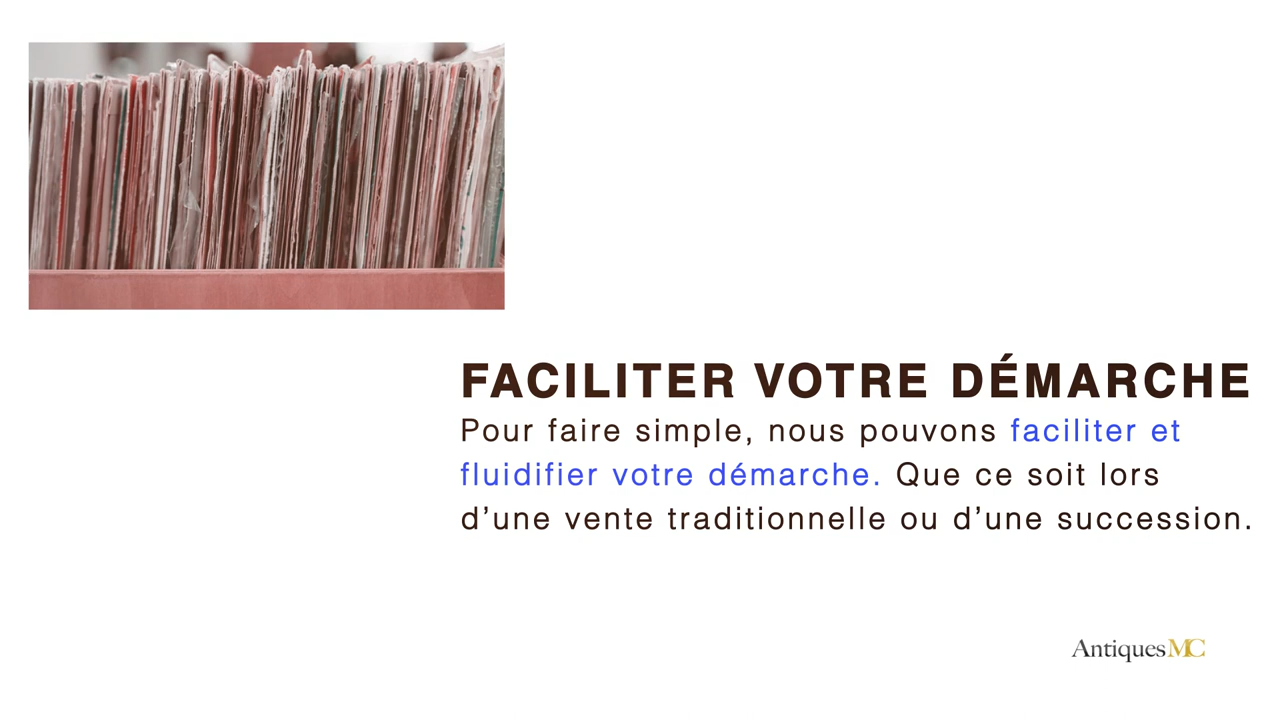 FACILITER VOTRE DÉMARCHE
Pour faire simple, nous pouvons faciliter et
fluidifier votre démarche. Que ce soit lors
d’une vente traditionnelle ou d’une succession.
AntiquesMC